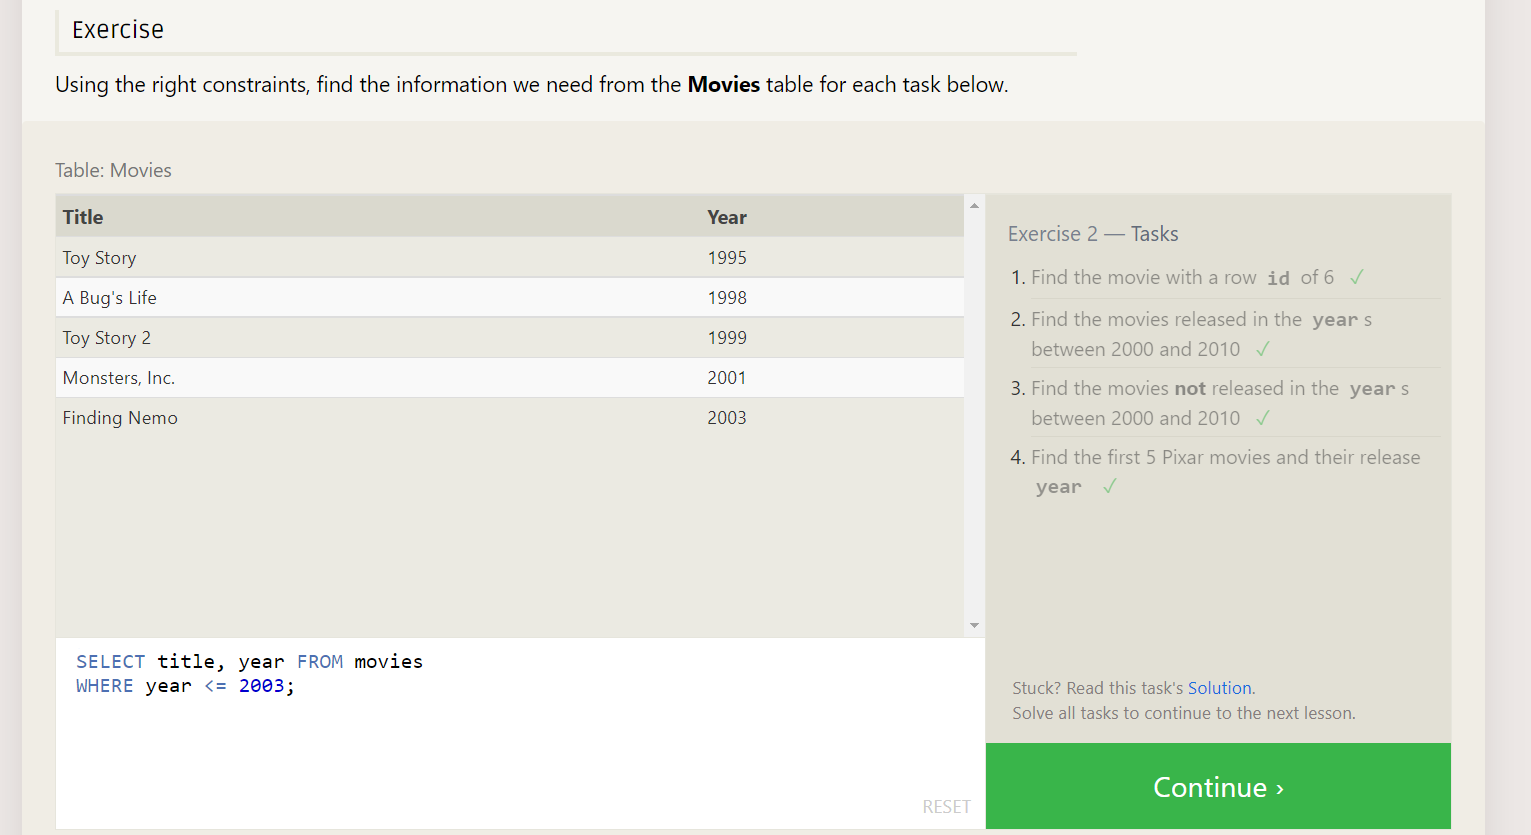 Exercise
Using the right constraints, find the information we need from the Movies table for each task below.
Table: Movies
Title Year
Toy Story 1995
A Bug's Life 1998
Toy Story 2 1999
Monsters, Inc. 2001
Finding Nemo 2003
SELECT title, year FROM movies
WHERE year <= 2003;
RESET
Exercise 2 — Tasks
1. Find the movie with a row id of 6 ✓
2. Find the movies released in the year s
between 2000 and 2010 ✓
3. Find the movies not released in the year s
between 2000 and 2010 ✓
4. Find the first 5 Pixar movies and their release
year ✓
Stuck? Read this task's Solution.
Solve all tasks to continue to the next lesson.
Continue ›